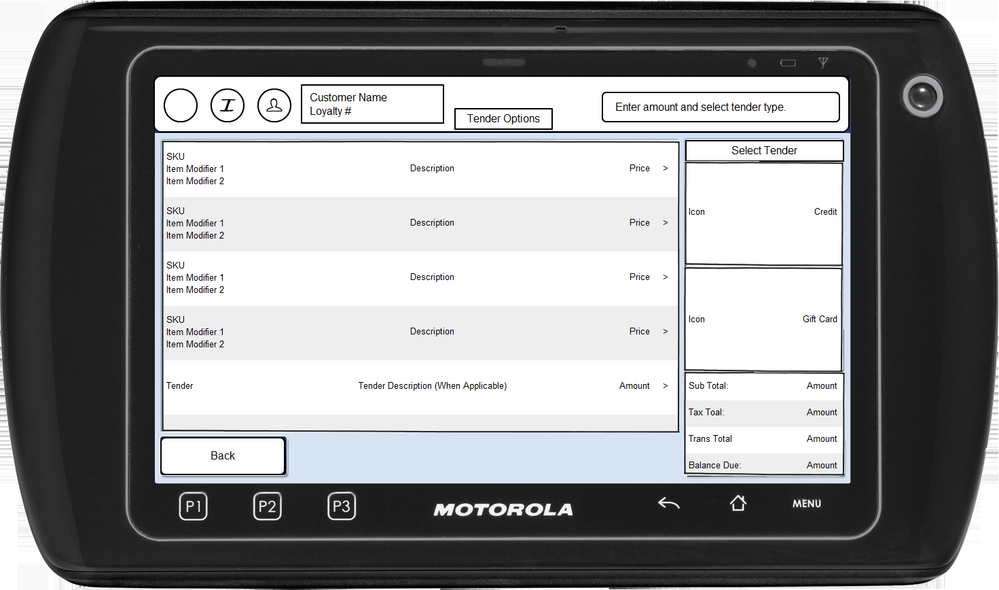 Customer Name
Loyalty #
Tender Options
Enter amount and select tender type.
SKU
Item Modifier 1
Item Modifier 2
Description
Price >
SKU
Item Modifier 1
Item Modifier 2
Description
Price >
SKU
Item Modifier 1
Item Modifier 2
Description
Price >
SKU
Item Modifier 1
Item Modifier 2
Description
Price >
Tender
Tender Description (When Applicable)
Amount >
Select Tender
Icon Credit
Icon Gift Card
Sub Total: Amount
Tax Toal: Amount
Trans Total Amount
Balance Due: Amount
Back
P1 P2 P3 MOTOROLA MENU